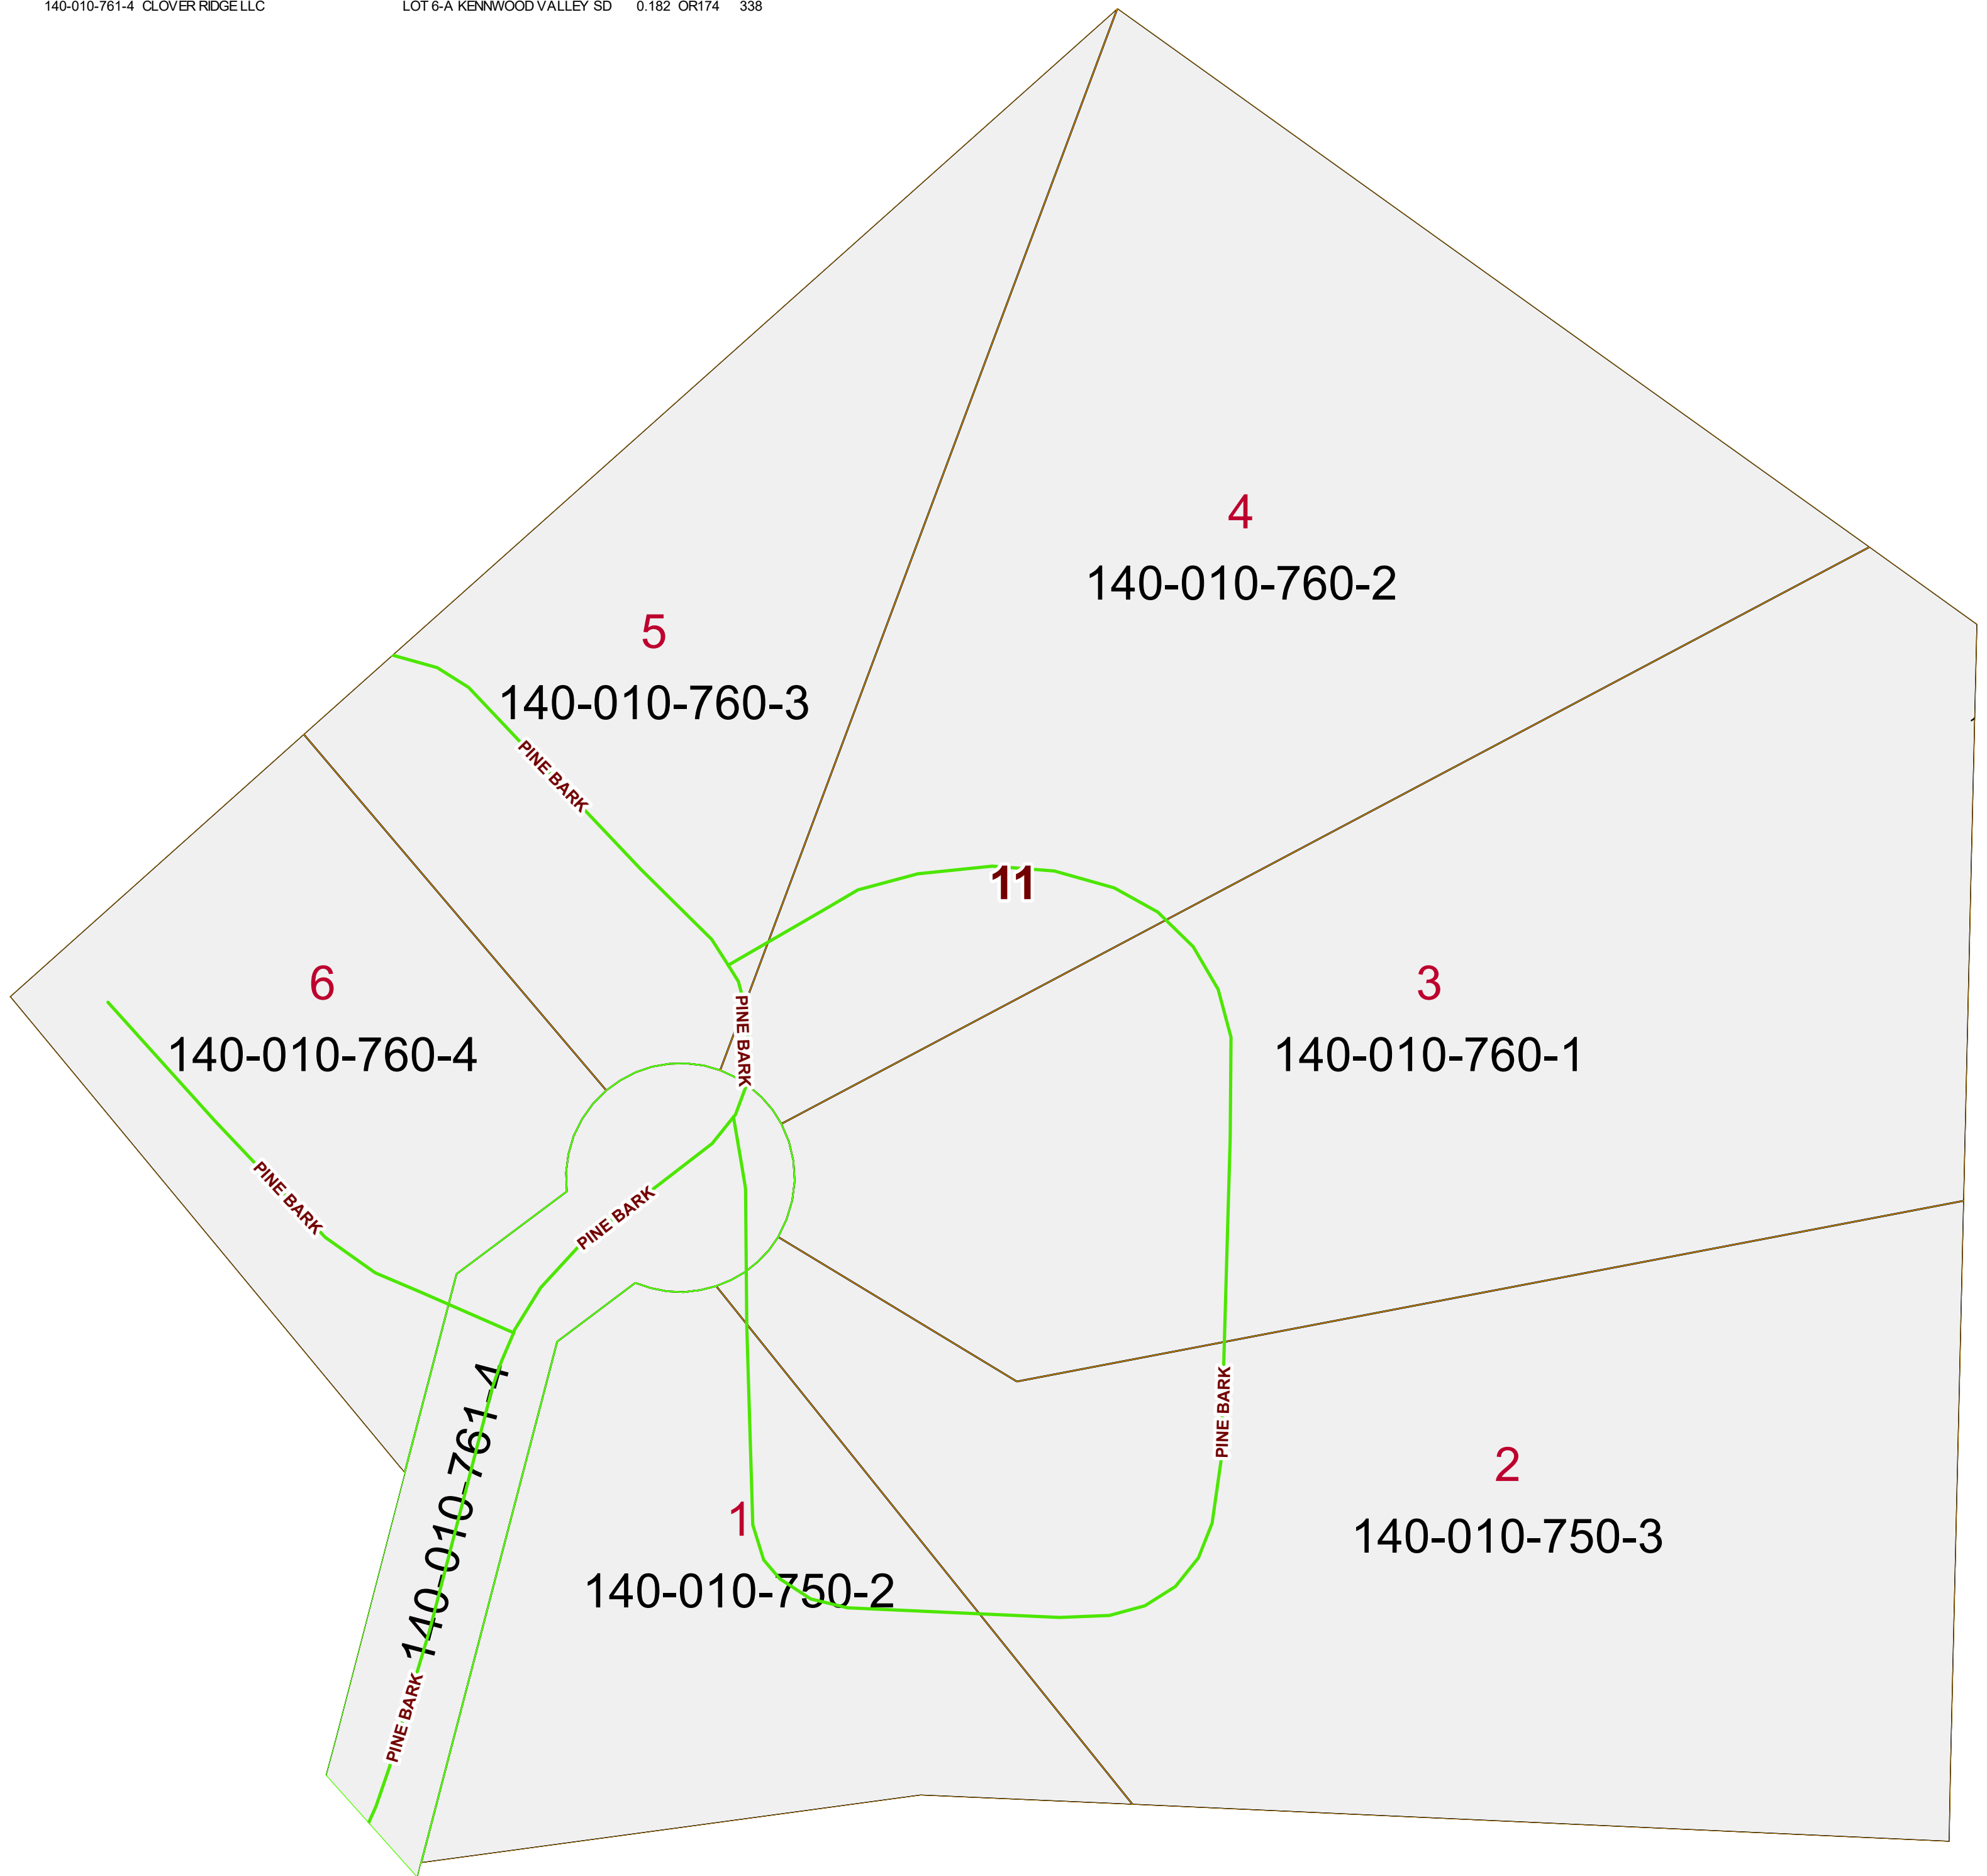 140-010-761-4 CLOVER RIDGE LLC LOT 6-A KENNWOOD VALLEY SD 0.182 OR174 338
4
140-010-760-2
5
140-010-760-3
PINE BARK
11
6
140-010-760-4
3
140-010-760-1
PINE BARK
PINE BARK
PINE BARK
140-010-761-4
PINE BARK
2
140-010-750-3
1
140-010-750-2
PINE BARK